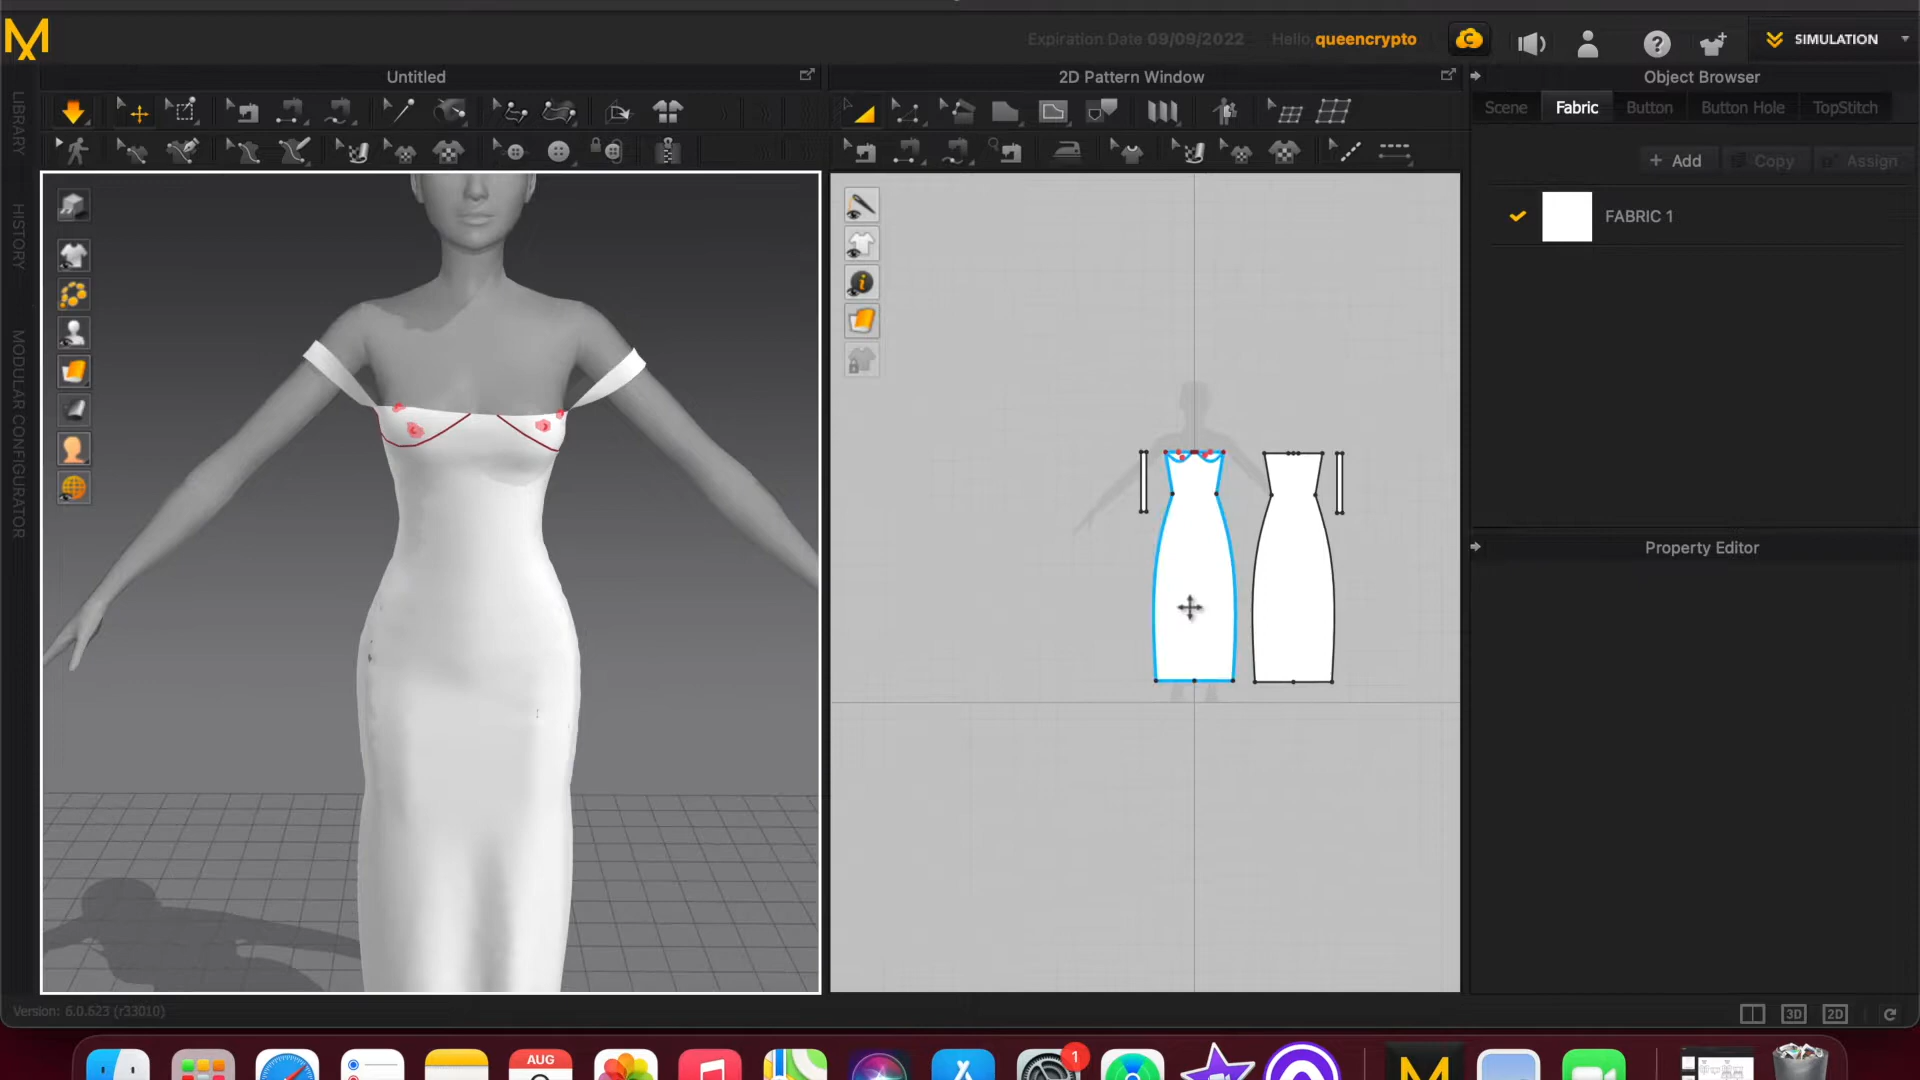 Expiration Date 09/09/2022 Hello, queencrypto
SIMULATION
Untitled
2D Pattern Window
Object Browser
Scene Fabric Button Button Hole TopStitch
+ Add Copy Assign
FABRIC 1
Property Editor
LIBRARY
HISTORY
MODULAR CONFIGURATOR
Version: 6.0.623 (r33010)
3D 2D
AUG
1